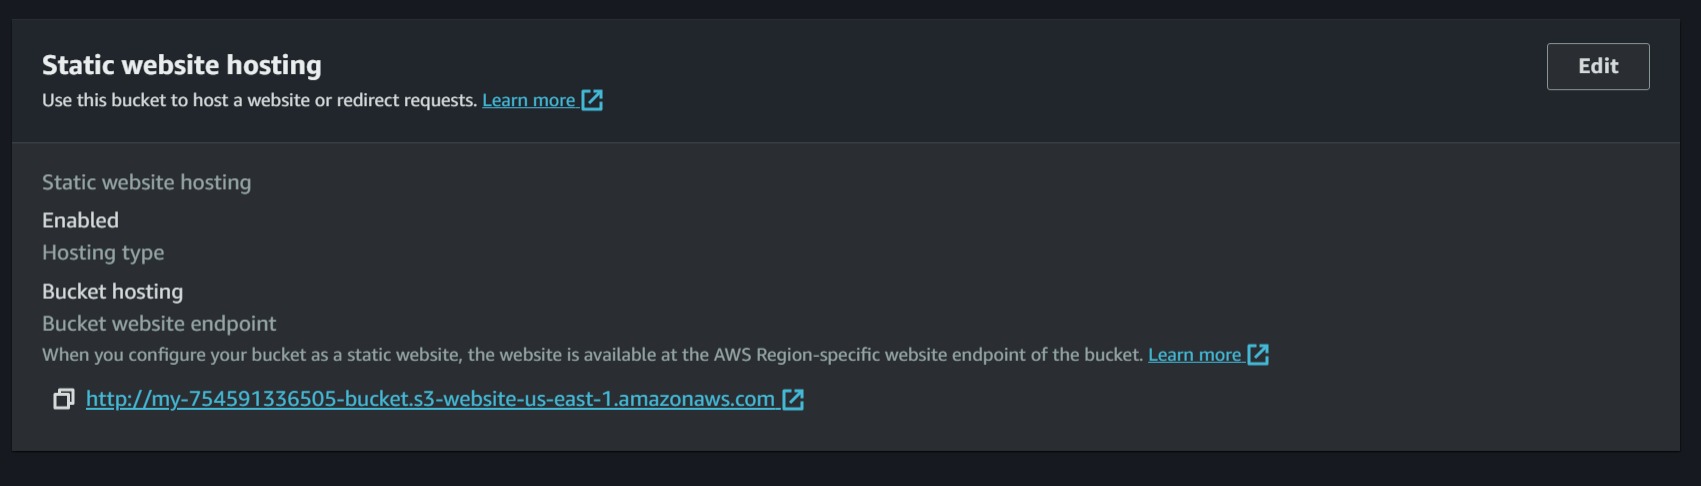 Static website hosting
Edit
Use this bucket to host a website or redirect requests. Learn more
Static website hosting
Enabled
Hosting type
Bucket hosting
Bucket website endpoint
When you configure your bucket as a static website, the website is available at the AWS Region-specific website endpoint of the bucket. Learn more
http://my-754591336505-bucket.s3-website-us-east-1.amazonaws.com